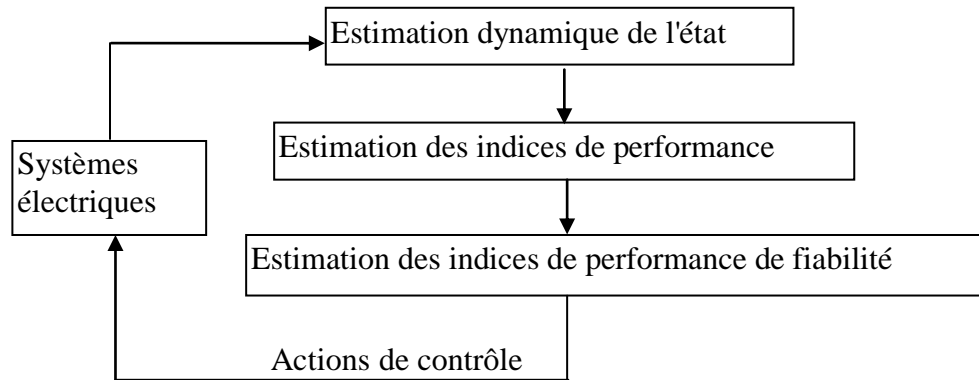 Estimation dynamique de l'état
Estimation des indices de performance
Systèmes
électriques
Estimation des indices de performance de fiabilité
Actions de contrôle